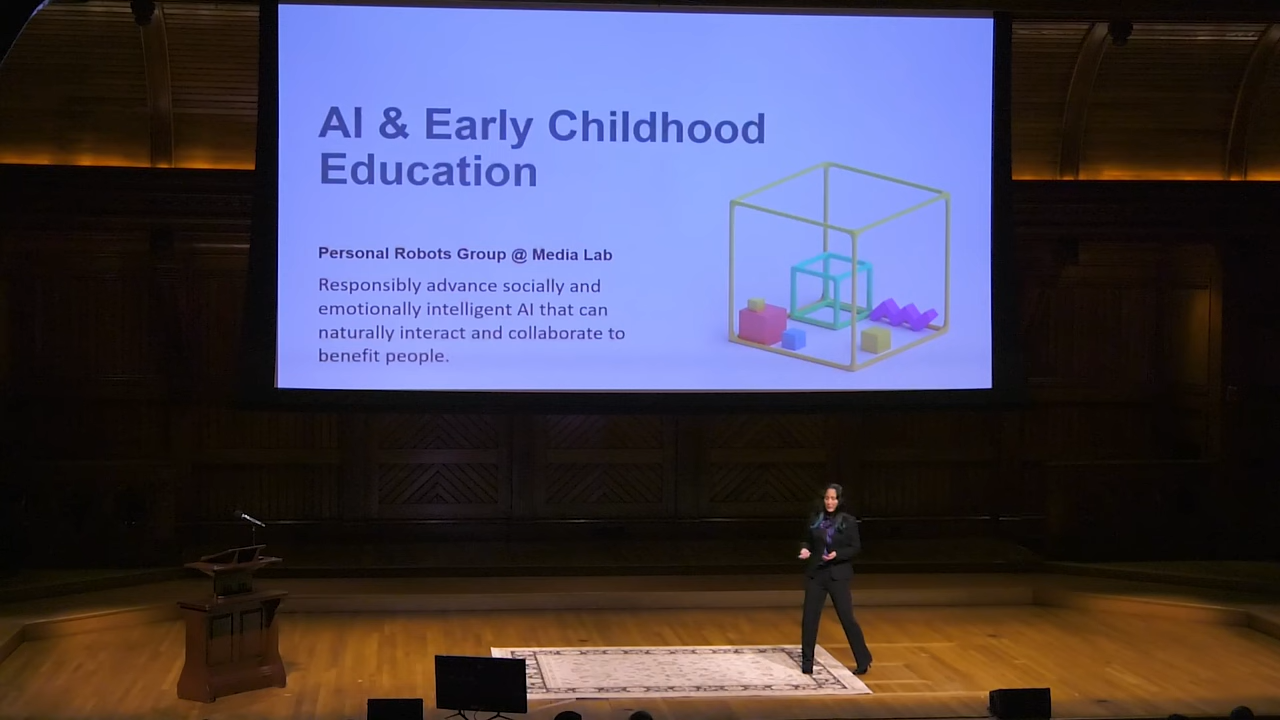 AI & Early Childhood
Education
Personal Robots Group @ Media Lab
Responsibly advance socially and
emotionally intelligent AI that can
naturally interact and collaborate to
benefit people.